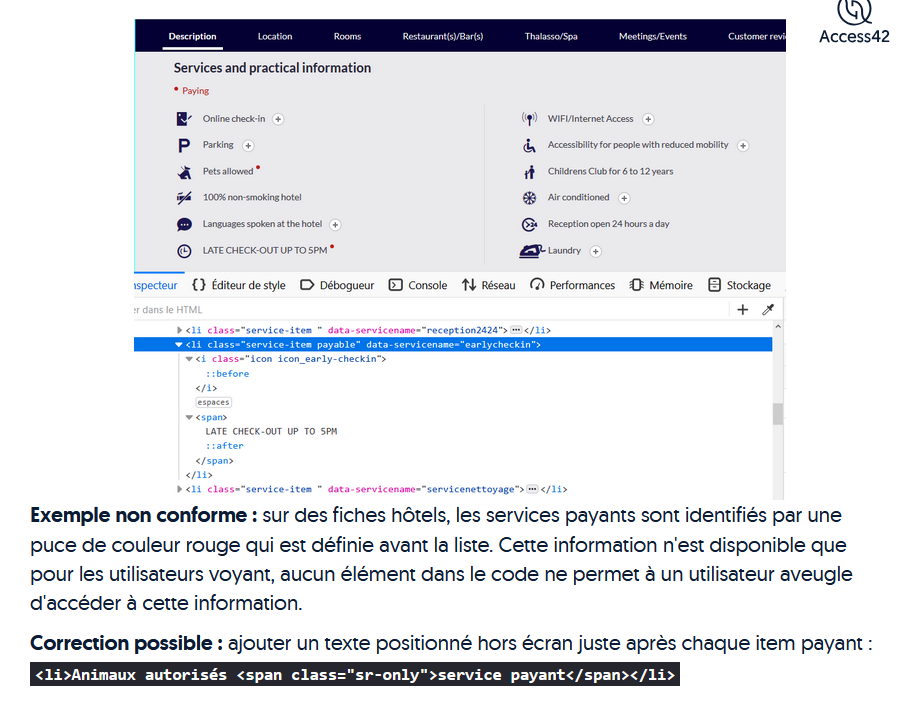 Access42
Description Location Rooms Restaurant(s)/Bar(s) Thalasso/Spa Meetings/Events Customer revi
Services and practical information
• Paying
Online check-in +
WIFI/Internet Access +
Parking +
Accessibility for people with reduced mobility +
Pets allowed •
Childrens Club for 6 to 12 years
100% non-smoking hotel
Air conditioned +
Languages spoken at the hotel +
Reception open 24 hours a day
LATE CHECK-OUT UP TO 5PM •
Laundry +
nspecteur {} Éditeur de style Débogueur Console Réseau Performances Mémoire Stockage
er dans le HTML
<li class="service-item " data-servicename="reception2424"> ••• </li>
<li class="service-item payable" data-servicename="earlycheckin">
<i class="icon icon_early-checkin">
::before
</i>
espaces
<span>
LATE CHECK-OUT UP TO 5PM
::after
</span>
</li>
<li class="service-item " data-servicename="servicenettoyage"> ••• </li>
Exemple non conforme : sur des fiches hôtels, les services payants sont identifiés par une
puce de couleur rouge qui est définie avant la liste. Cette information n'est disponible que
pour les utilisateurs voyant, aucun élément dans le code ne permet à un utilisateur aveugle
d'accéder à cette information.
Correction possible : ajouter un texte positionné hors écran juste après chaque item payant :
<li>Animaux autorisés <span class="sr-only">service payant</span></li>